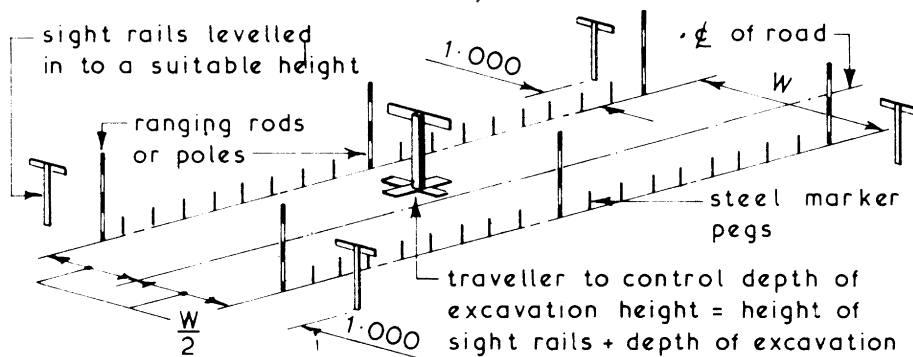 sight rails levelled
in to a suitable height
1·000
℄ of road
W
ranging rods
or poles
steel marker
pegs
traveller to control depth of
excavation height = height of
sight rails + depth of excavation
W
2
1·000